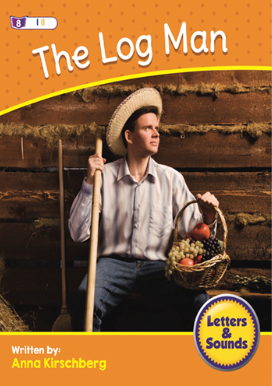 8
The Log Man
Letters
&
Sounds
Written by:
Anna Kirschberg